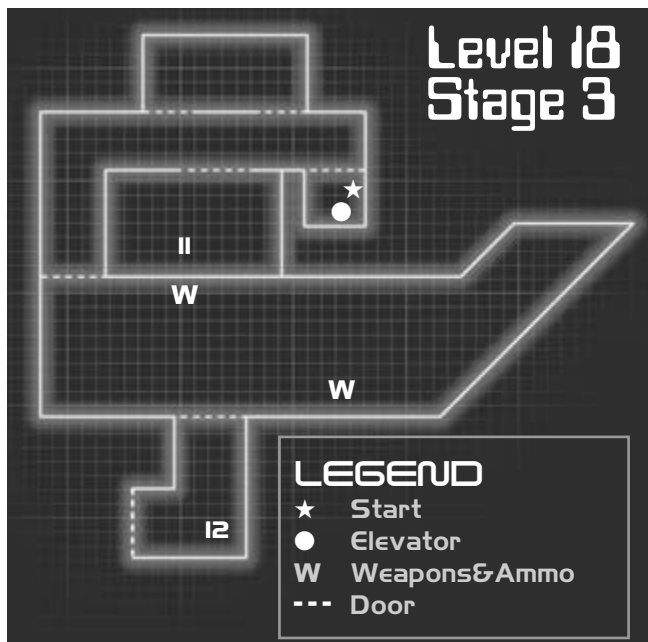 Level 18
Stage 3
11
W
W
12
LEGEND
Start
Elevator
W Weapons&Ammo
Door